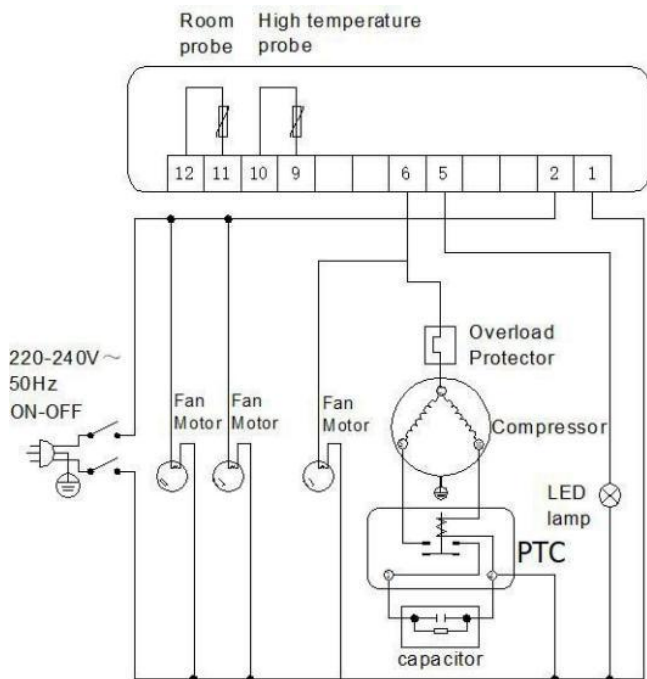 Room
probe
High temperature
probe
12 11 10 9 6 5 2 1
220-240V～
50Hz
ON-OFF
Fan
Motor
Fan
Motor
Fan
Motor
Overload
Protector
Compressor
LED
lamp
PTC
capacitor